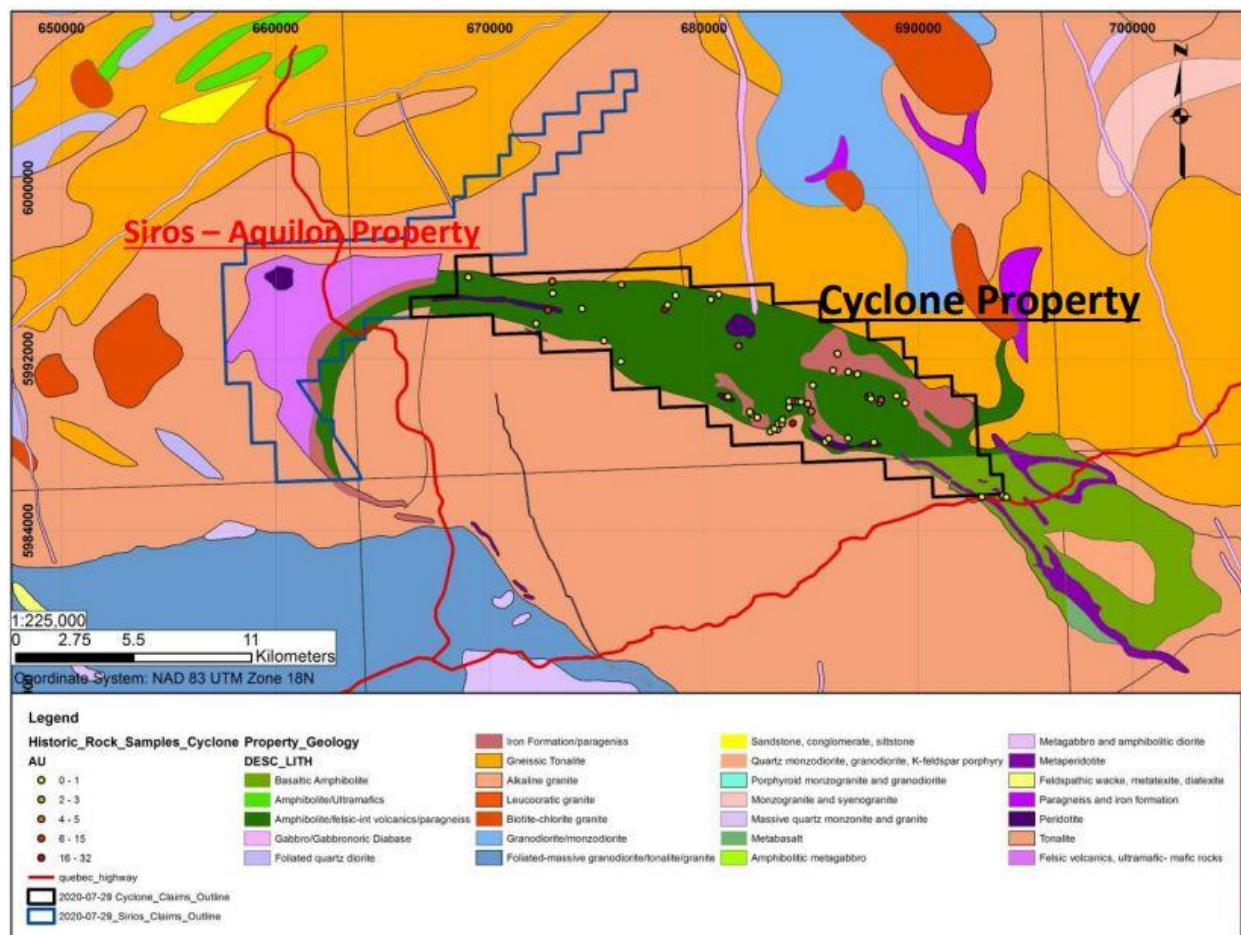 650000 660000 670000 680000 690000 700000
N
6000000
Siros – Aquilon Property
Cyclone Property
5992000
5984000
1:225,000
0 2.75 5.5 11
Kilometers
Coordinate System: NAD 83 UTM Zone 18N
Legend
Historic_Rock_Samples_Cyclone
AU
0 - 1
2 - 3
4 - 5
6 - 15
16 - 32
quebec_highway
2020-07-29 Cyclone_Claims_Outline
2020-07-29_Sirios_Claims_Outline
Property_Geology
DESC_LITH
Basaltic Amphibolite
Amphibolite/Ultramafics
Amphibolite/felsic-int volcanics/paragneiss
Gabbro/Gabbronoric Diabase
Foliated quartz diorite
Iron Formation/parageniss
Gneissic Tonalite
Alkaline granite
Leucocratic granite
Biotite-chlorite granite
Granodiorite/monzodiorite
Foliated-massive granodiorite/tonalite/granite
Sandstone, conglomerate, siltstone
Quartz monzodiorite, granodiorite, K-feldspar porphyry
Porphyroid monzogranite and granodiorite
Monzogranite and syenogranite
Massive quartz monzonite and granite
Metabasalt
Amphibolitic metagabbro
Metagabbro and amphibolitic diorite
Metaperidotite
Feldspathic wacke, metatexite, diatexite
Paragneiss and iron formation
Peridotite
Tonalite
Felsic volcanics, ultramafic- mafic rocks